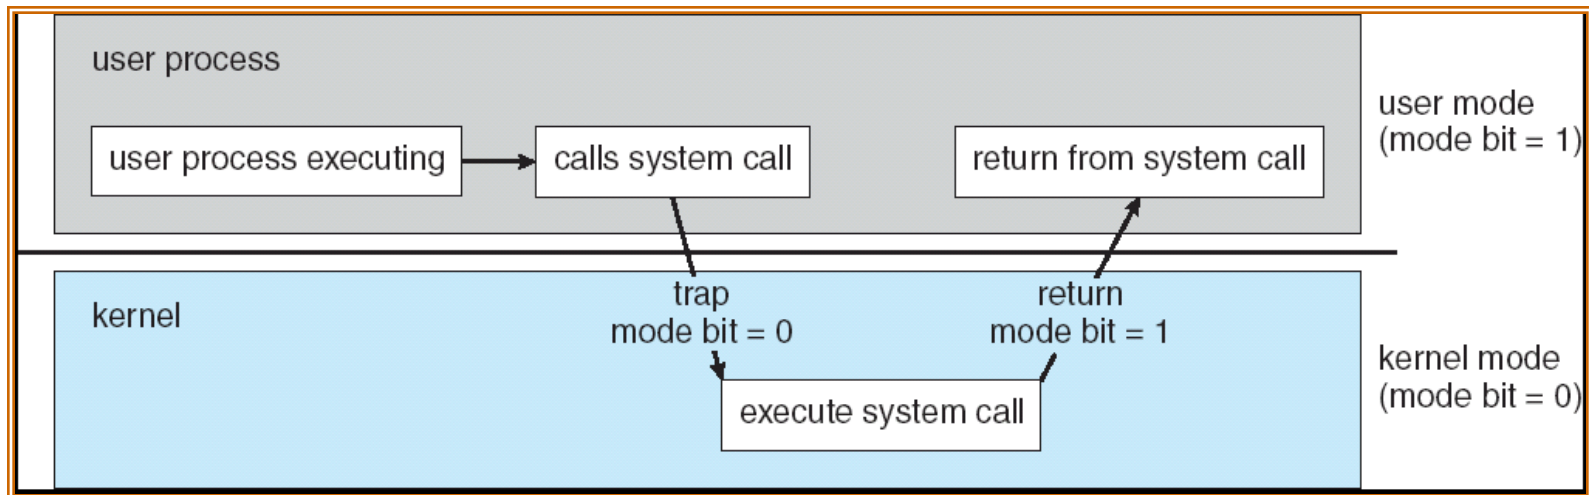 user process
user process executing
calls system call
return from system call
user mode
(mode bit = 1)
kernel
trap
mode bit = 0
return
mode bit = 1
execute system call
kernel mode
(mode bit = 0)